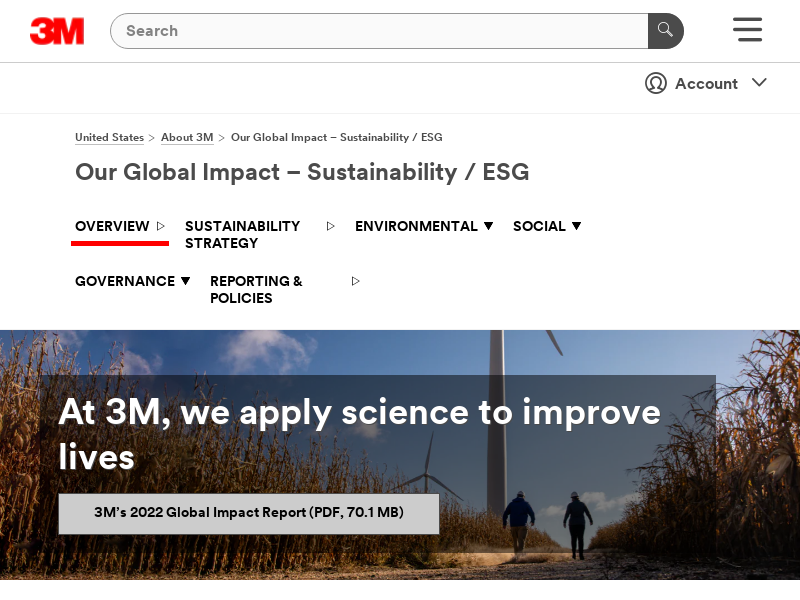 3M
Search
Account
United States > About 3M > Our Global Impact – Sustainability / ESG
Our Global Impact – Sustainability / ESG
OVERVIEW
SUSTAINABILITY
STRATEGY
ENVIRONMENTAL
SOCIAL
GOVERNANCE
REPORTING &
POLICIES
At 3M, we apply science to improve
lives
3M’s 2022 Global Impact Report (PDF, 70.1 MB)